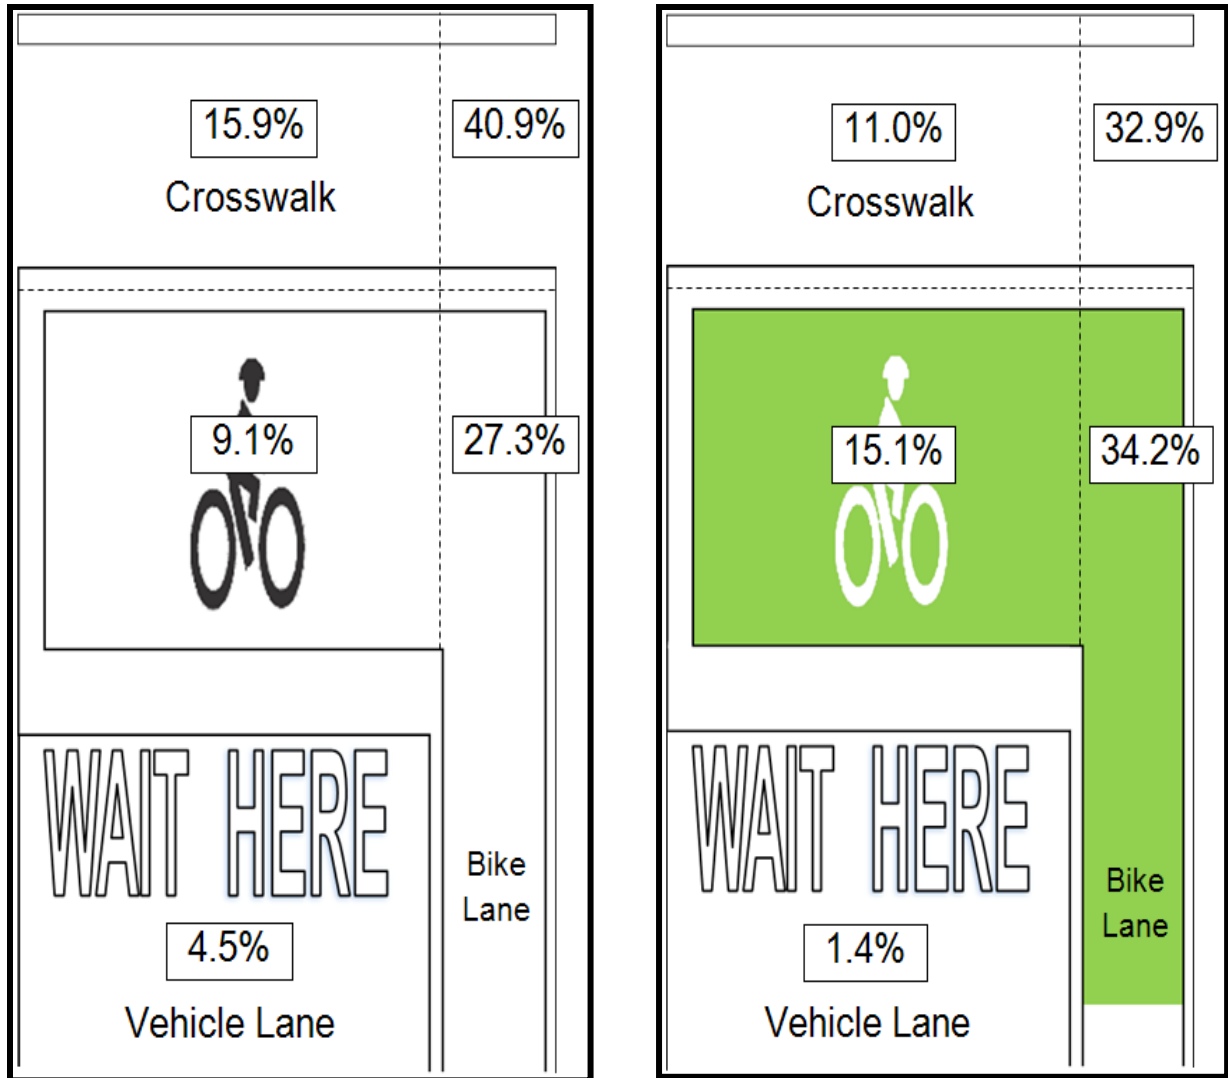 15.9%
40.9%
Crosswalk
9.1%
27.3%
WAIT HERE
Bike
Lane
4.5%
Vehicle Lane
11.0%
32.9%
Crosswalk
15.1%
34.2%
WAIT HERE
Bike
Lane
1.4%
Vehicle Lane